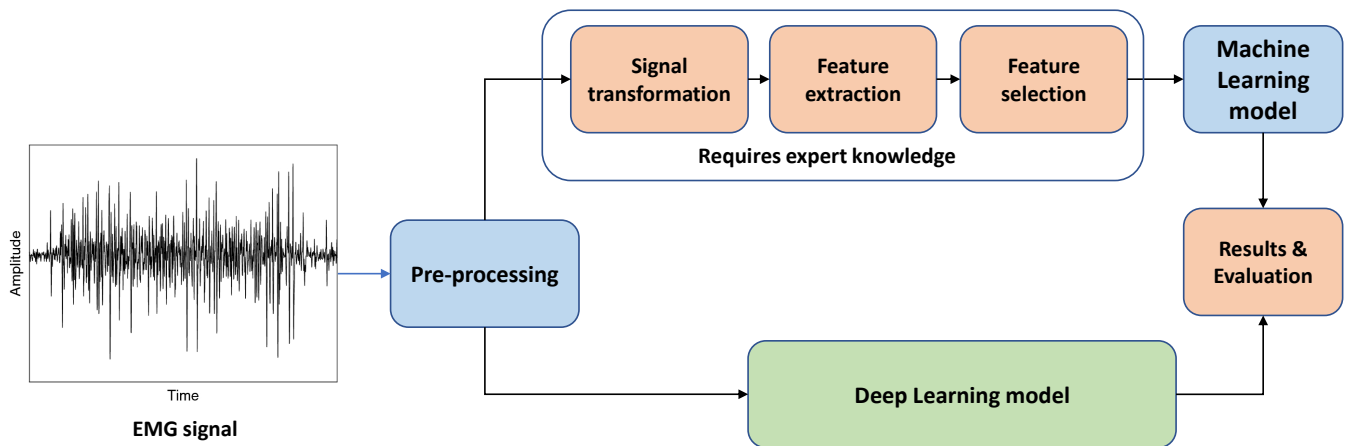 Signal
transformation
Feature
extraction
Feature
selection
Requires expert knowledge
Machine
Learning
model
Amplitude
Time
EMG signal
Pre-processing
Results &
Evaluation
Deep Learning model